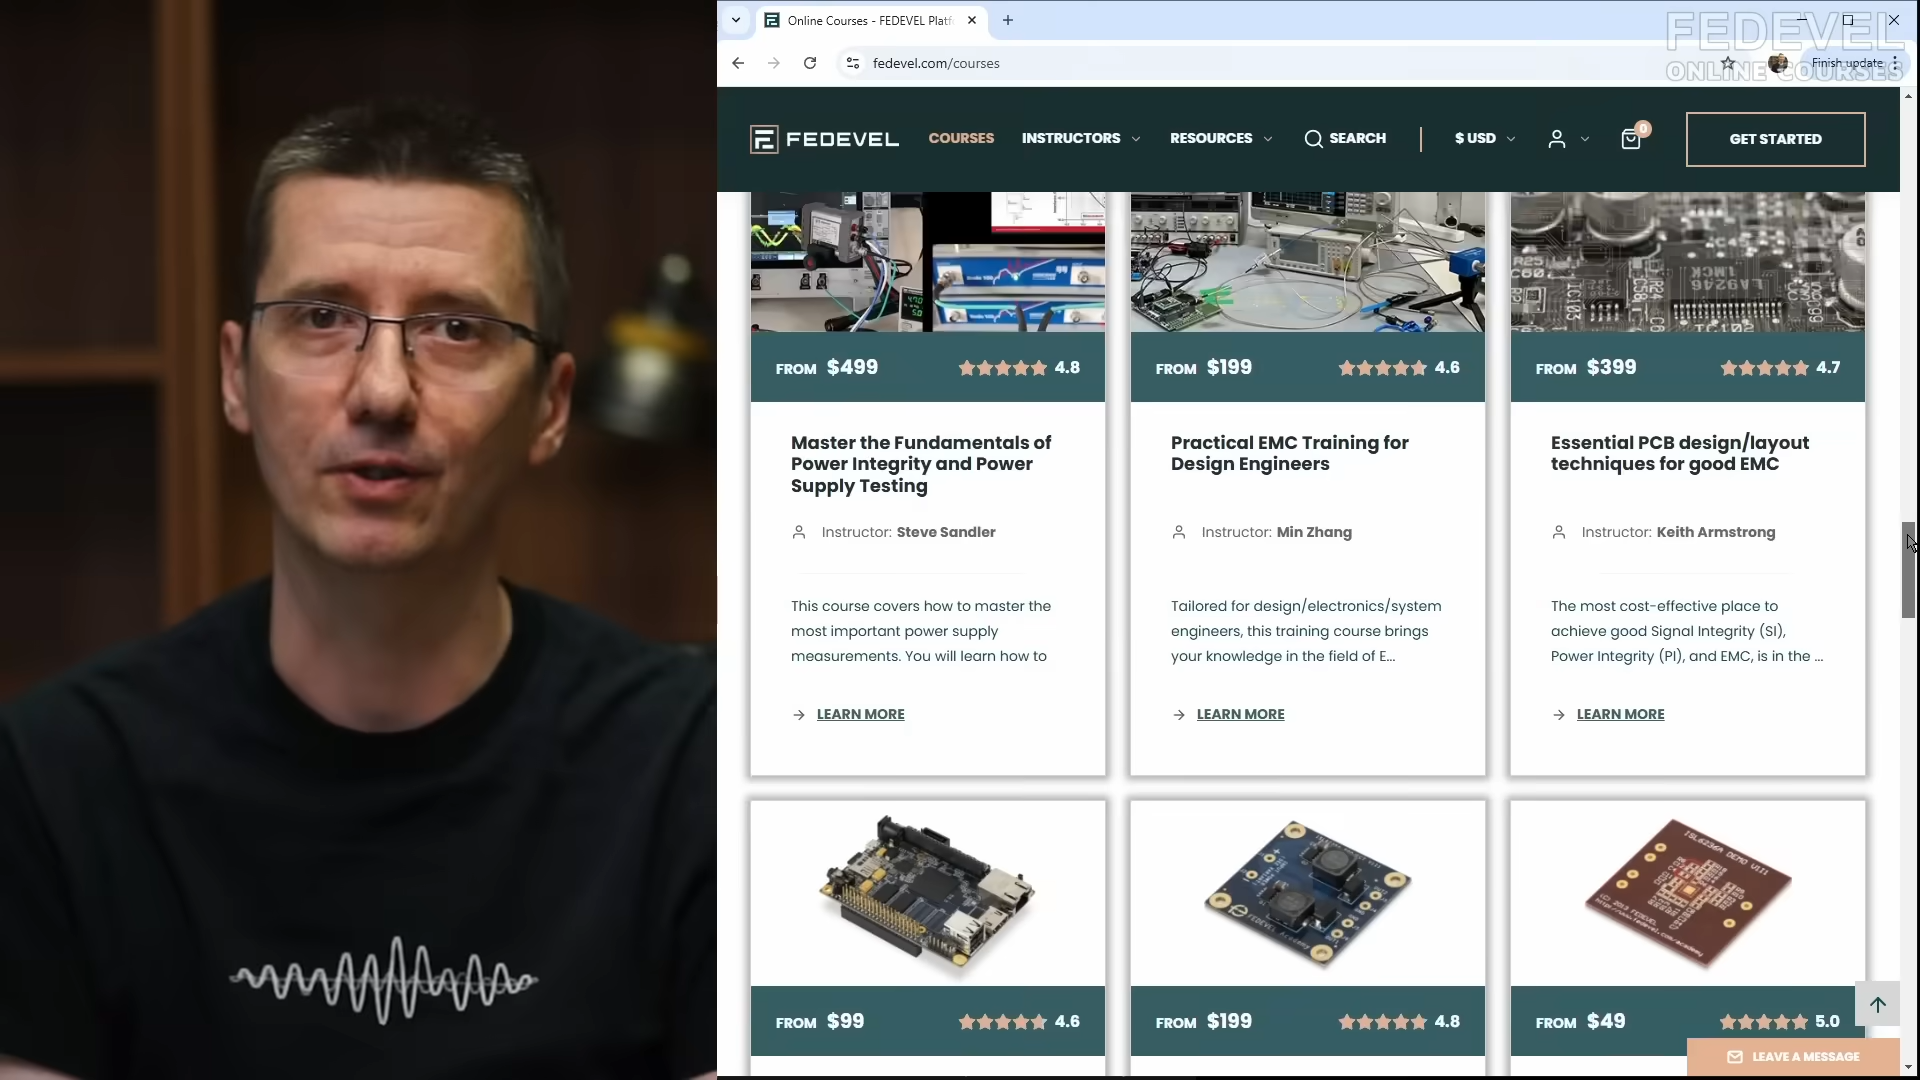 Online Courses - FEDEVEL Platf
FEDEVEL
ONLINE COURSES
fedevel.com/courses
Finish update
FEDEVEL
COURSES
INSTRUCTORS
RESOURCES
SEARCH
$ USD
0
GET STARTED
FROM $499
4.8
FROM $199
4.6
FROM $399
4.7
Master the Fundamentals of
Power Integrity and Power
Supply Testing
Instructor: Steve Sandler
This course covers how to master the
most important power supply
measurements. You will learn how to
LEARN MORE
Practical EMC Training for
Design Engineers
Instructor: Min Zhang
Tailored for design/electronics/system
engineers, this training course brings
your knowledge in the field of E...
LEARN MORE
Essential PCB design/layout
techniques for good EMC
Instructor: Keith Armstrong
The most cost-effective place to
achieve good Signal Integrity (SI),
Power Integrity (PI), and EMC, is in the ...
LEARN MORE
ISL6236A DEMO V1I1
FROM $99
4.6
FROM $199
4.8
FROM $49
5.0
LEAVE A MESSAGE